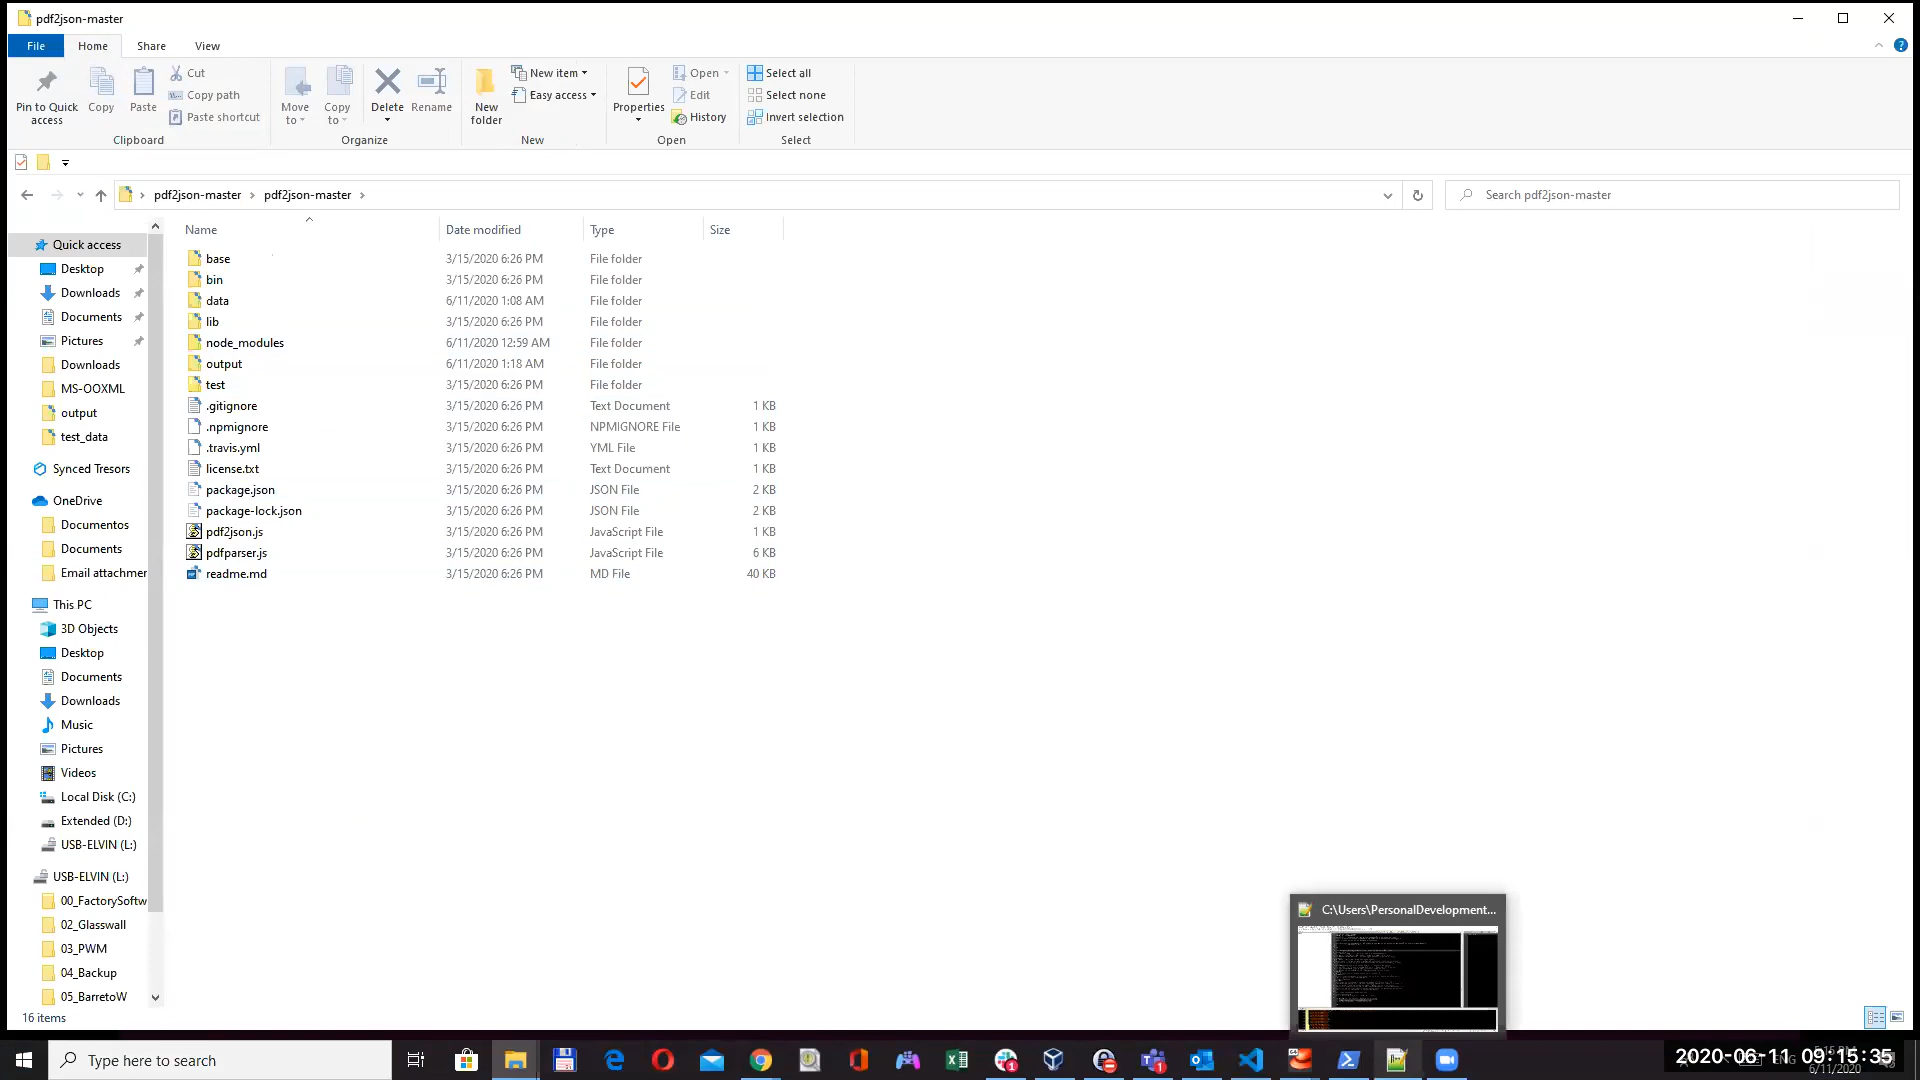 pdf2json-master
File Home Share View
Pin to Quick access
Copy
Paste
Cut
Copy path
Paste shortcut
Clipboard
Move to
Copy to
Delete
Rename
Organize
New folder
New item
Easy access
New
Properties
Open
Edit
History
Open
Select all
Select none
Invert selection
Select
pdf2json-master > pdf2json-master >
Search pdf2json-master
Name Date modified Type Size
base 3/15/2020 6:26 PM File folder
bin 3/15/2020 6:26 PM File folder
data 6/11/2020 1:08 AM File folder
lib 3/15/2020 6:26 PM File folder
node_modules 6/11/2020 12:59 AM File folder
output 6/11/2020 1:18 AM File folder
test 3/15/2020 6:26 PM File folder
.gitignore 3/15/2020 6:26 PM Text Document 1 KB
.npmignore 3/15/2020 6:26 PM NPMIGNORE File 1 KB
.travis.yml 3/15/2020 6:26 PM YML File 1 KB
license.txt 3/15/2020 6:26 PM Text Document 1 KB
package.json 3/15/2020 6:26 PM JSON File 2 KB
package-lock.json 3/15/2020 6:26 PM JSON File 2 KB
pdf2json.js 3/15/2020 6:26 PM JavaScript File 1 KB
pdfparser.js 3/15/2020 6:26 PM JavaScript File 6 KB
readme.md 3/15/2020 6:26 PM MD File 40 KB
Quick access
Desktop
Downloads
Documents
Pictures
Downloads
MS-OOXML
output
test_data
Synced Tresors
OneDrive
Documentos
Documents
Email attachmer
This PC
3D Objects
Desktop
Documents
Downloads
Music
Pictures
Videos
Local Disk (C:)
Extended (D:)
USB-ELVIN (L:)
USB-ELVIN (L:)
00_FactorySoftw
02_Glasswall
03_PWM
04_Backup
05_BarretoW
16 items
C:\Users\PersonalDevelopment...
Type here to search
2020-06-11 09:15:35
6/11/2020